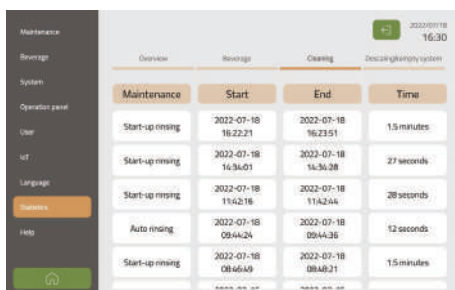 Maintenance
Beverage
System
Operation panel
User
IoT
Language
Statistics
Help
2022/07/18
16:30
Overview
Beverage
Cleaning
Descaling&empty system
Maintenance Start End Time
Start-up rinsing
2022-07-18
16:22:21
2022-07-18
16:23:51
1.5 minutes
Start-up rinsing
2022-07-18
14:34:01
2022-07-18
14:34:28
27 seconds
Start-up rinsing
2022-07-18
11:42:16
2022-07-18
11:42:44
28 seconds
Auto rinsing
2022-07-18
09:44:24
2022-07-18
09:44:36
12 seconds
Start-up rinsing
2022-07-18
08:46:49
2022-07-18
08:48:21
1.5 minutes